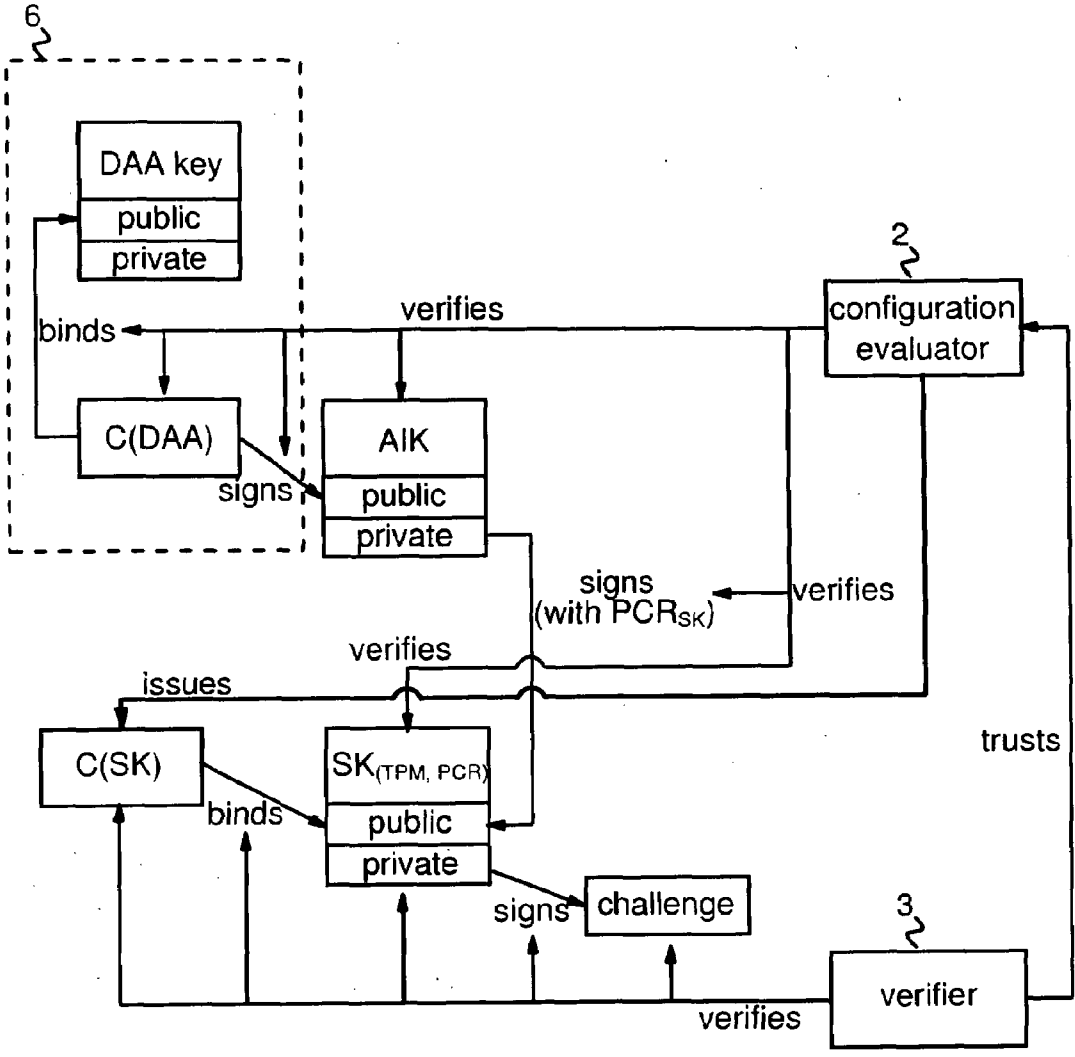 6
DAA key
public
private
2
configuration
evaluator
verifies
binds
C(DAA)
AIK
signs
public
private
signs
(with PCRSK)
verifies
verifies
issues
trusts
C(SK)
SK(TPM, PCR)
binds
public
private
signs
challenge
3
verifier
verifies